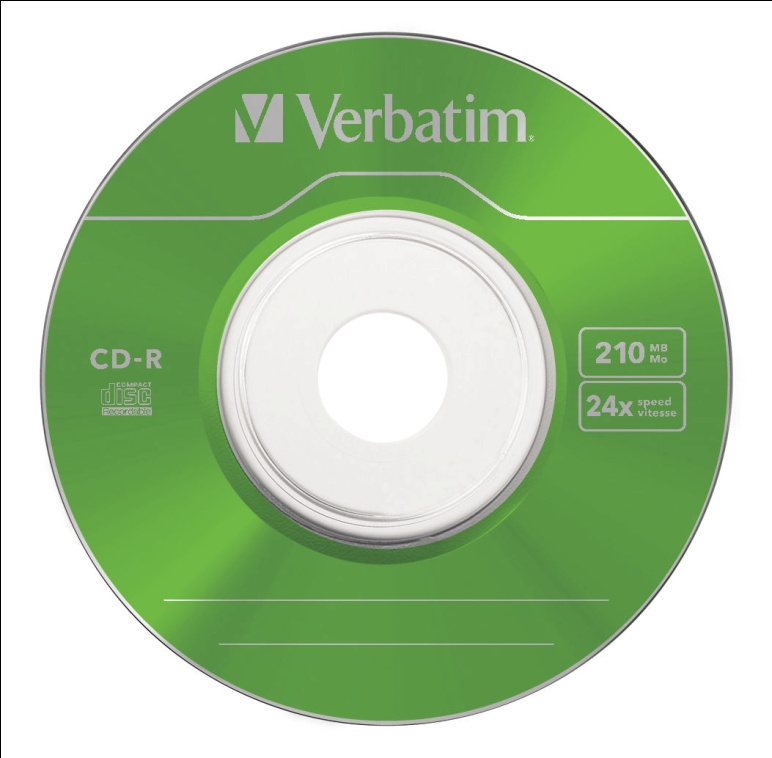 Verbatim®
CD-R
COMPACT
disc
Recordable
210 MB
Mo
24x speed
vitesse